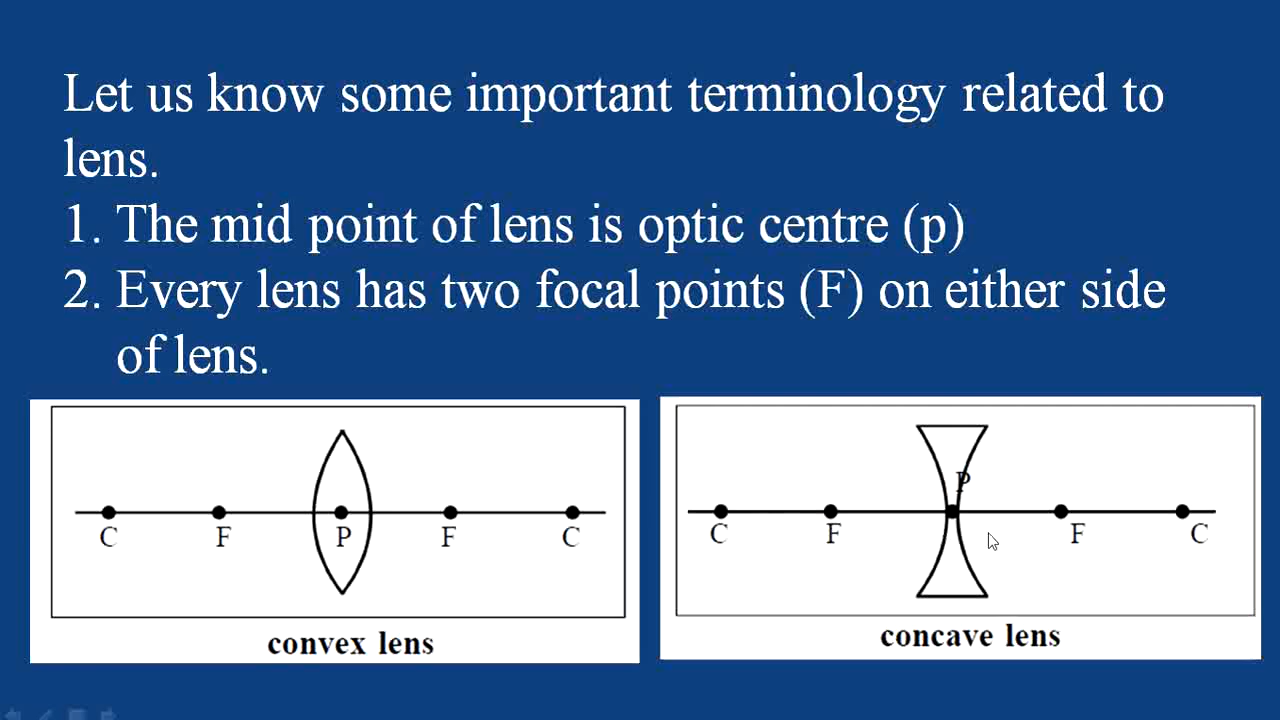 Let us know some important terminology related to
lens.
1. The mid point of lens is optic centre (p)
2. Every lens has two focal points (F) on either side
of lens.
C F P F C
convex lens
P
C F F C
concave lens